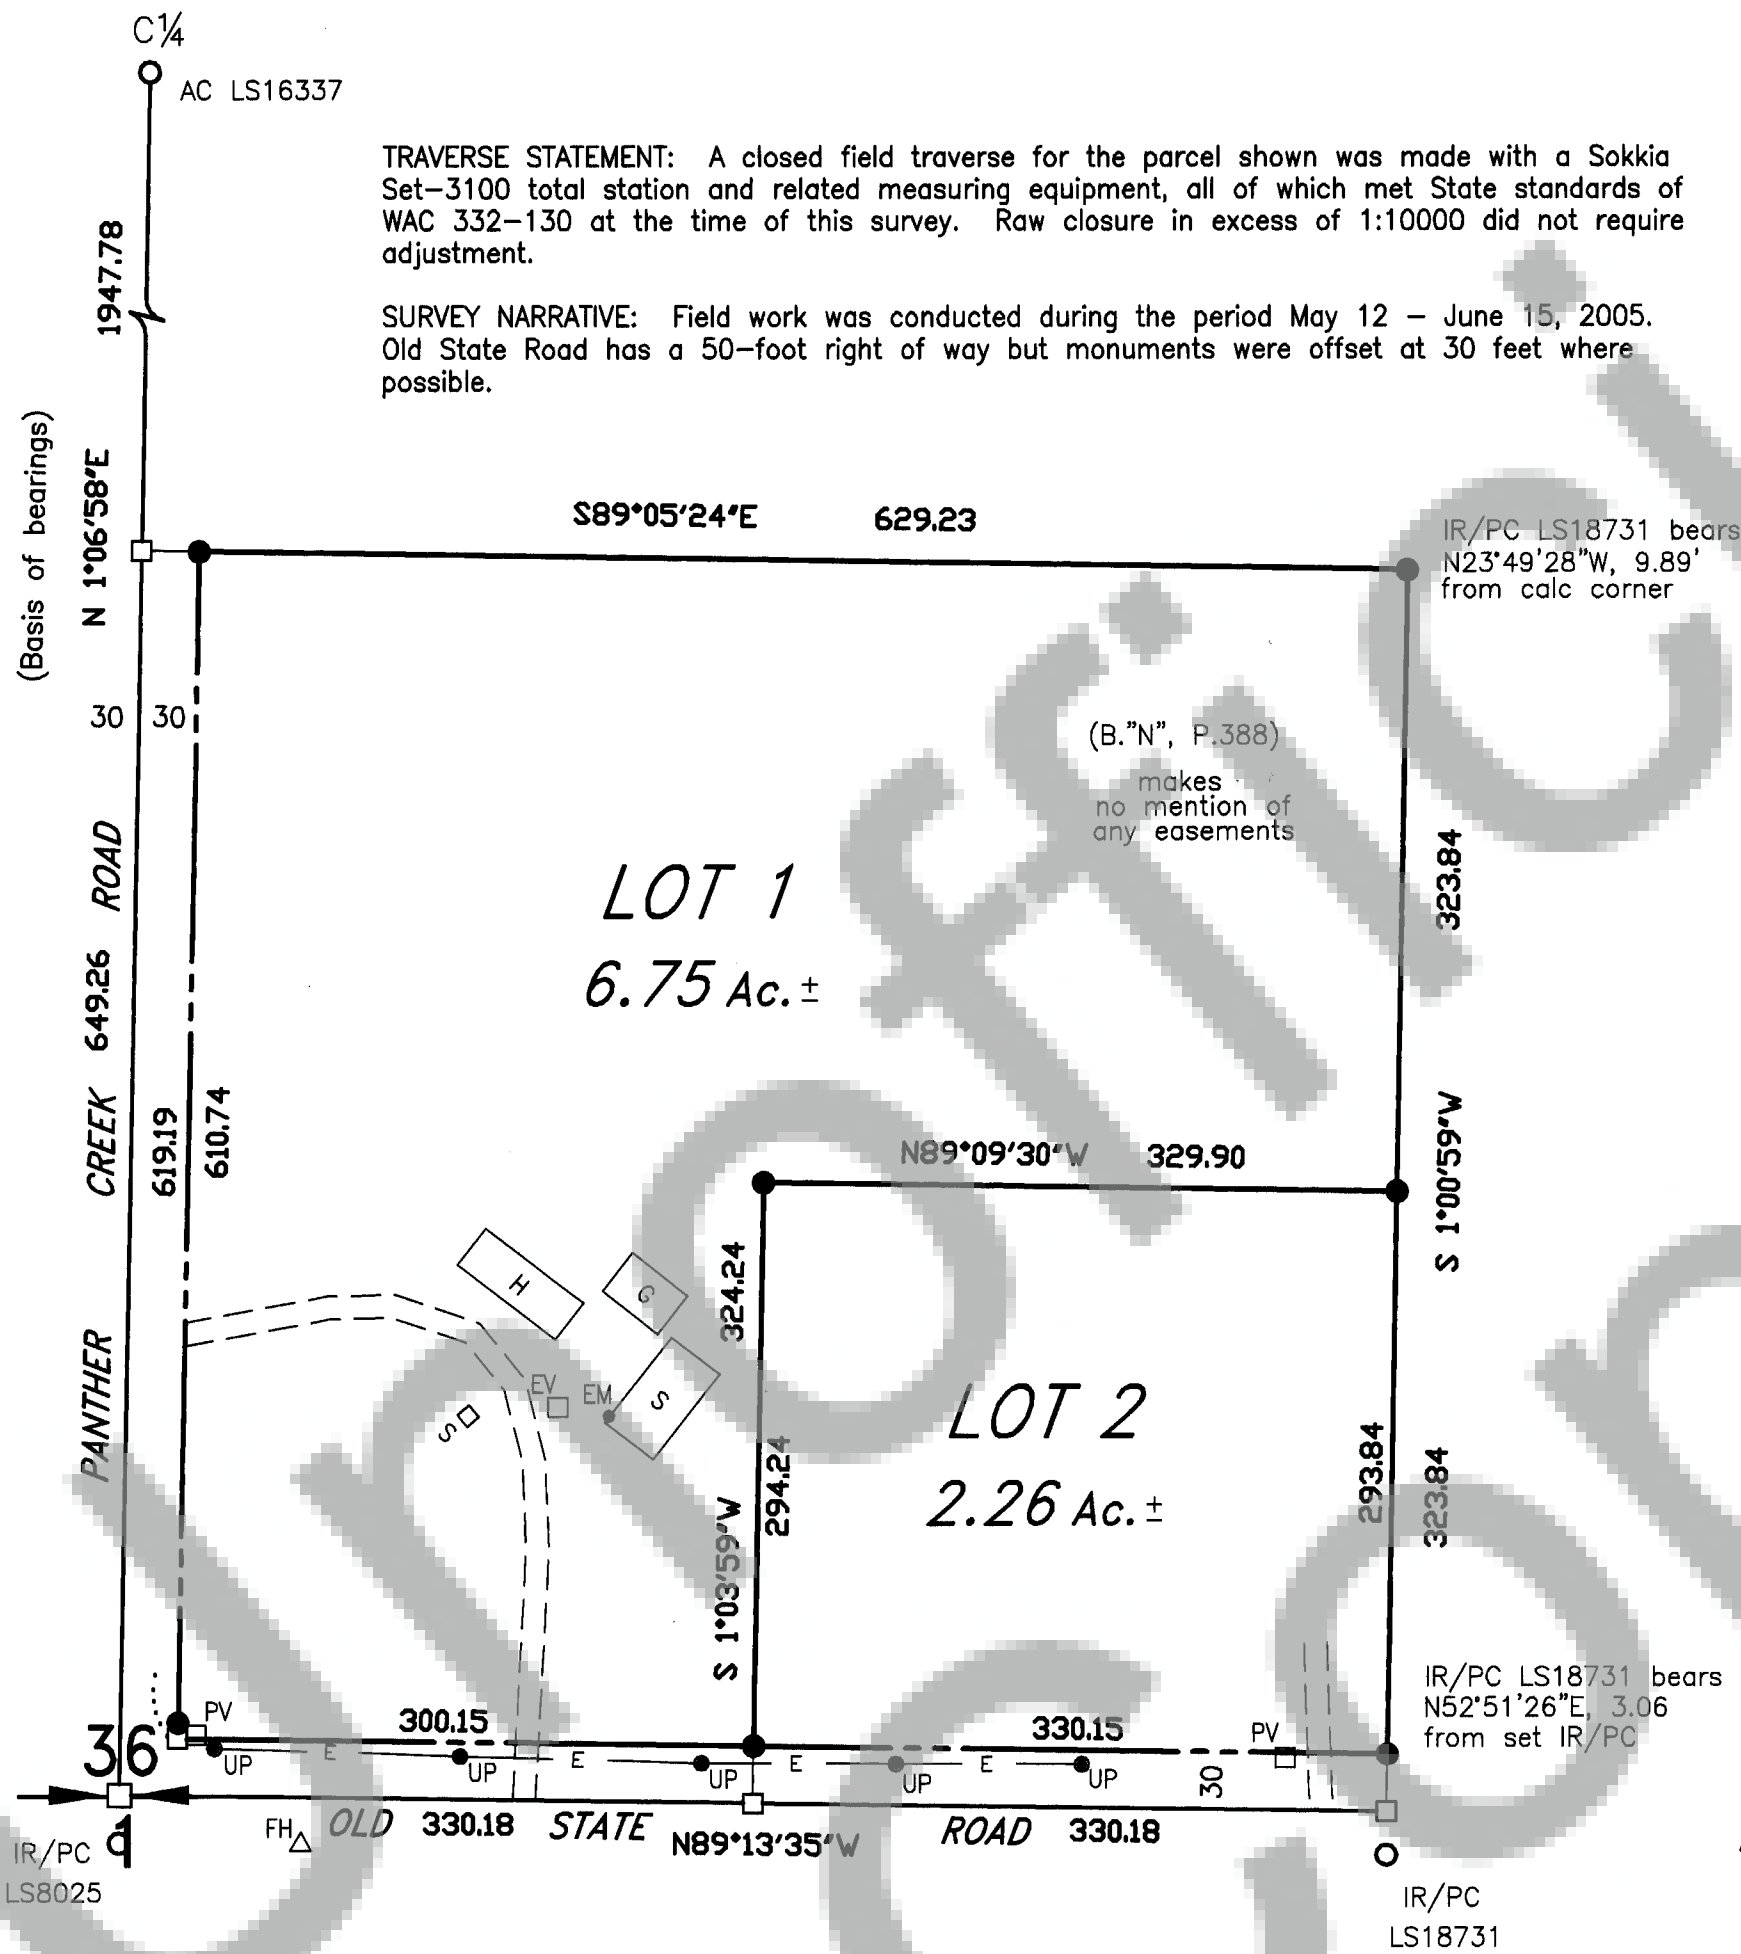 C¼
AC LS16337
TRAVERSE STATEMENT: A closed field traverse for the parcel shown was made with a Sokkia
Set-3100 total station and related measuring equipment, all of which met State standards of
WAC 332-130 at the time of this survey. Raw closure in excess of 1:10000 did not require
adjustment.
SURVEY NARRATIVE: Field work was conducted during the period May 12 - June 15, 2005.
Old State Road has a 50-foot right of way but monuments were offset at 30 feet where
possible.
1947.78
(Basis of bearings)
N 1°06'58"E
S89°05'24"E 629.23
IR/PC LS18731 bears
N23°49'28"W, 9.89'
from calc corner
30 30
(B."N", P.388)
makes
no mention of
any easements
LOT 1
6.75 Ac.±
323.84
PANTHER CREEK 649.26 ROAD
619.19
610.74
N89°09'30"W 329.90
S 1°00'59"W
H
G
S
EV
EM
S
324.24
294.24
S 1°03'59"W
LOT 2
2.26 Ac.±
293.84
323.84
IR/PC LS18731 bears
N52°51'26"E, 3.06
from set IR/PC
PV
300.15
330.15
PV
36
UP
E
UP
E
UP
E
UP
E
UP
30
1
FH
OLD 330.18 STATE
N89°13'35"W
ROAD 330.18
IR/PC
LS8025
IR/PC
LS18731
Unofficial